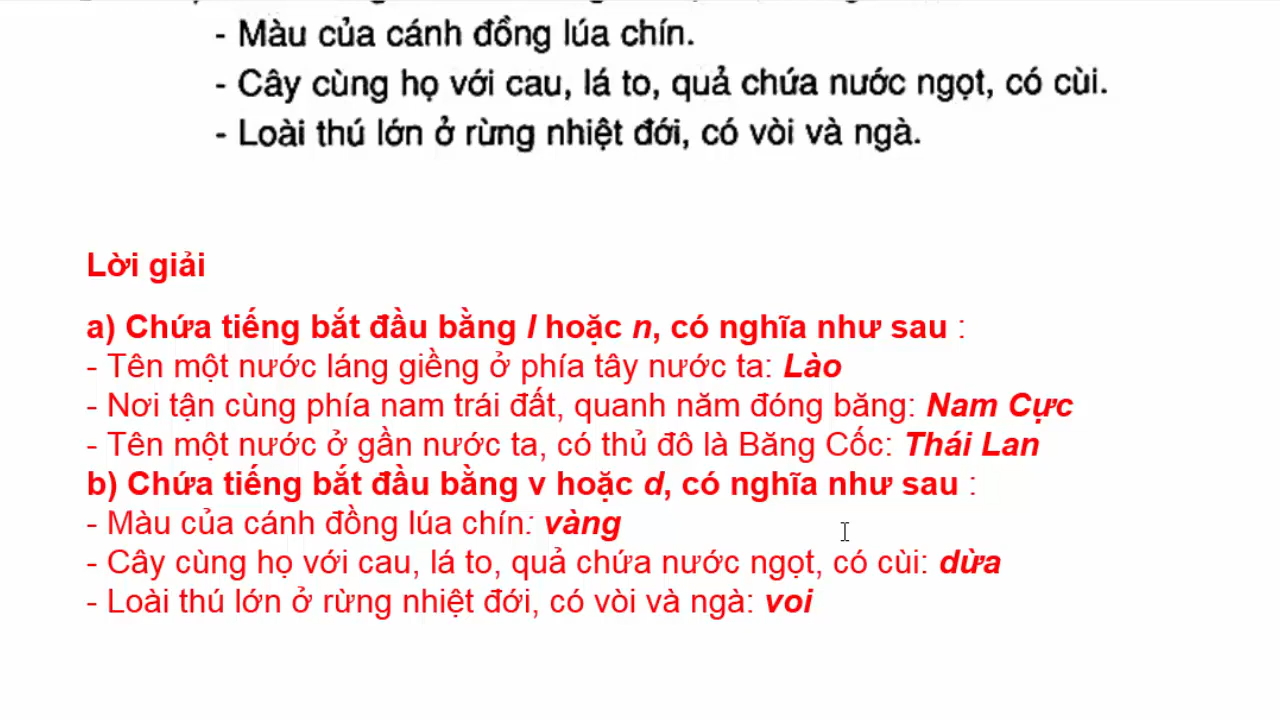 - Màu của cánh đồng lúa chín.
- Cây cùng họ với cau, lá to, quả chứa nước ngọt, có cùi.
- Loài thú lớn ở rừng nhiệt đới, có vòi và ngà.
Lời giải
a) Chứa tiếng bắt đầu bằng l hoặc n, có nghĩa như sau :
- Tên một nước láng giềng ở phía tây nước ta: Lào
- Nơi tận cùng phía nam trái đất, quanh năm đóng băng: Nam Cực
- Tên một nước ở gần nước ta, có thủ đô là Băng Cốc: Thái Lan
b) Chứa tiếng bắt đầu bằng v hoặc d, có nghĩa như sau :
- Màu của cánh đồng lúa chín: vàng
- Cây cùng họ với cau, lá to, quả chứa nước ngọt, có cùi: dừa
- Loài thú lớn ở rừng nhiệt đới, có vòi và ngà: voi